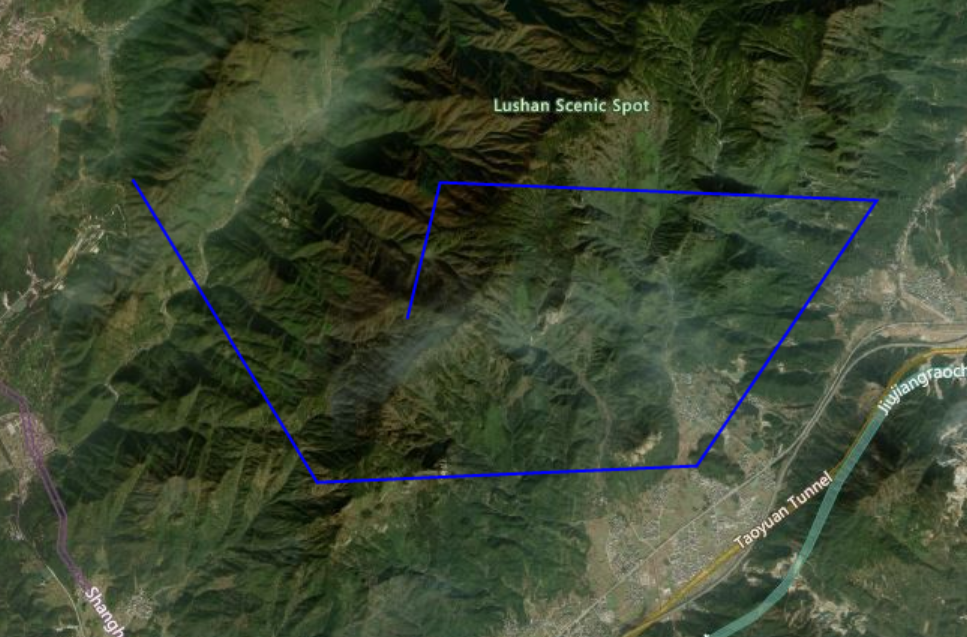 Lushan Scenic Spot
jiujiangraoch
Taoyuan Tunnel
Shangh